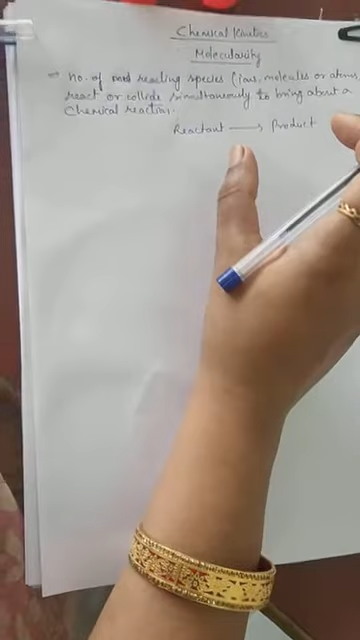 Chemical Kinetics
Molecularity
→ No. of reacting species (ions, molecules or atoms,
react or collide simultaneously to bring about a
Chemical reaction.
Reactant → Product